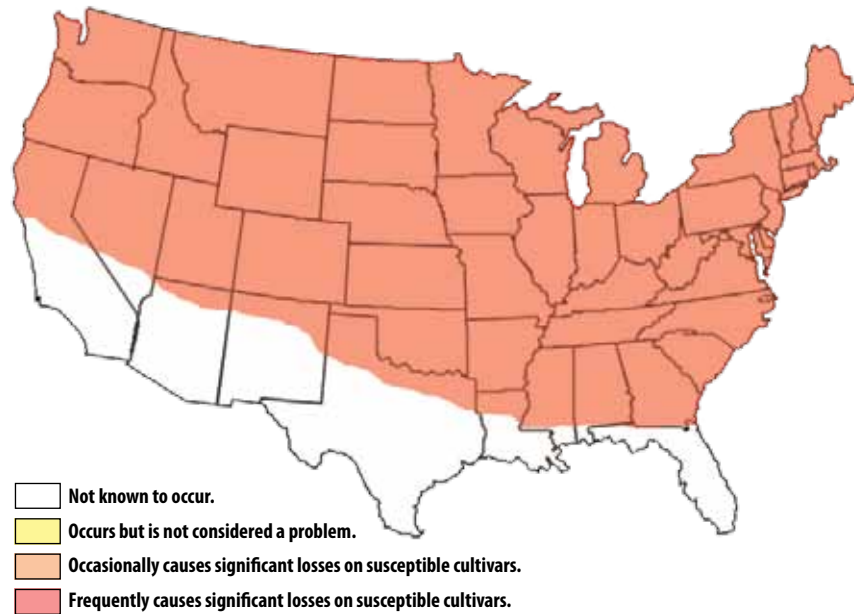 Not known to occur.
Occurs but is not considered a problem.
Occasionally causes significant losses on susceptible cultivars.
Frequently causes significant losses on susceptible cultivars.